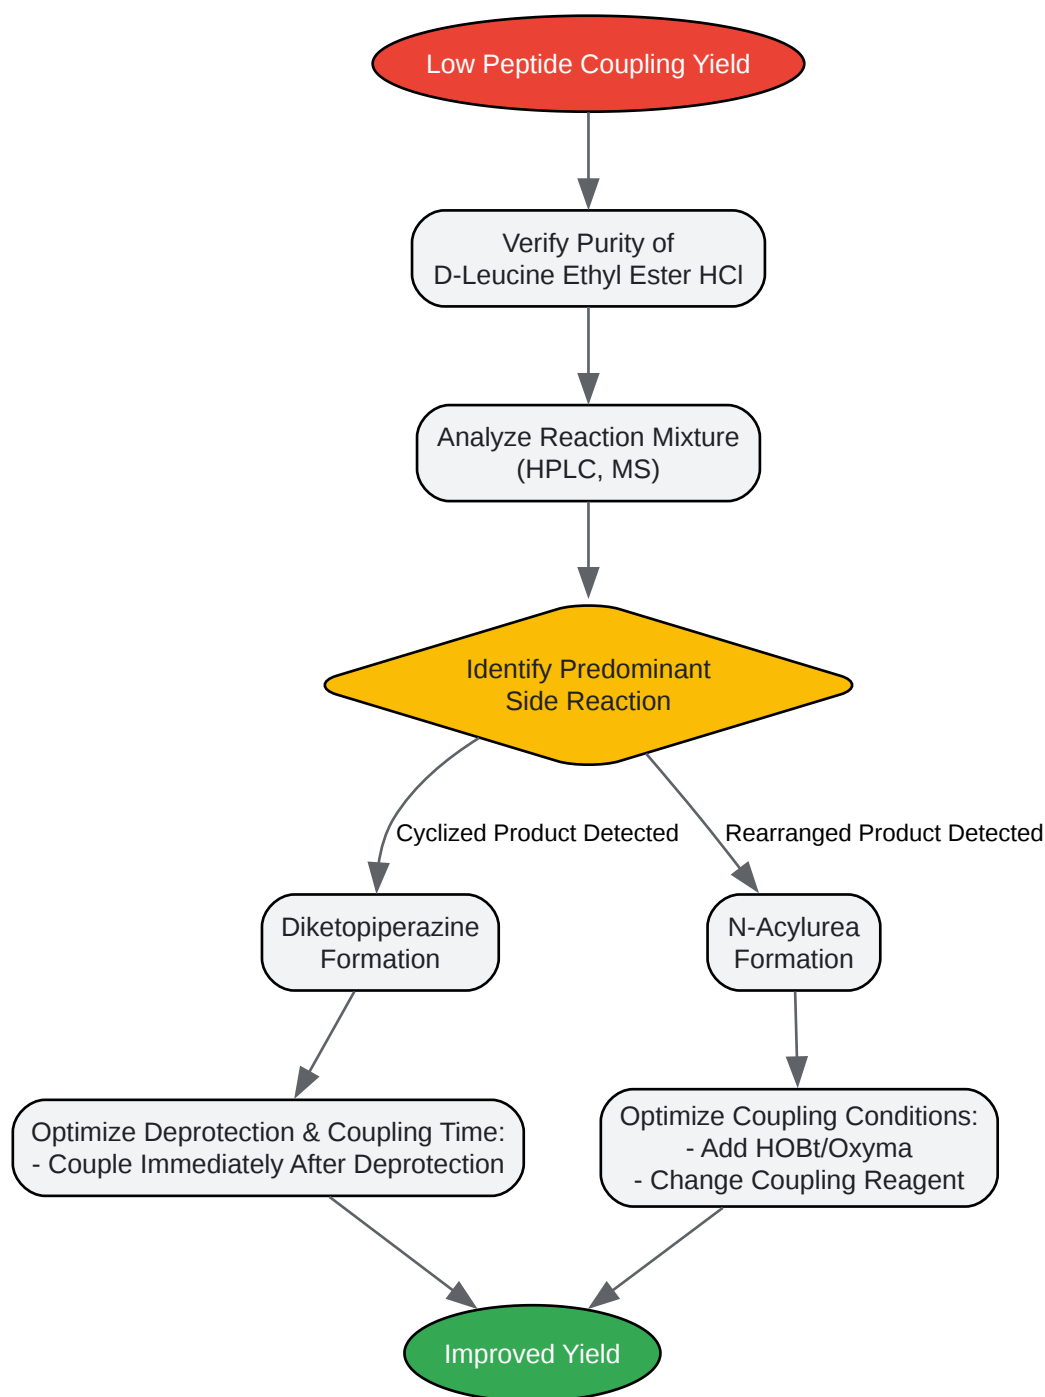 Low Peptide Coupling Yield
Verify Purity of
D-Leucine Ethyl Ester HCl
Analyze Reaction Mixture
(HPLC, MS)
Identify Predominant
Side Reaction
Cyclized Product Detected
Rearranged Product Detected
Diketopiperazine
Formation
N-Acylurea
Formation
Optimize Deprotection & Coupling Time:
- Couple Immediately After Deprotection
Optimize Coupling Conditions:
- Add HOBt/Oxyma
- Change Coupling Reagent
Improved Yield